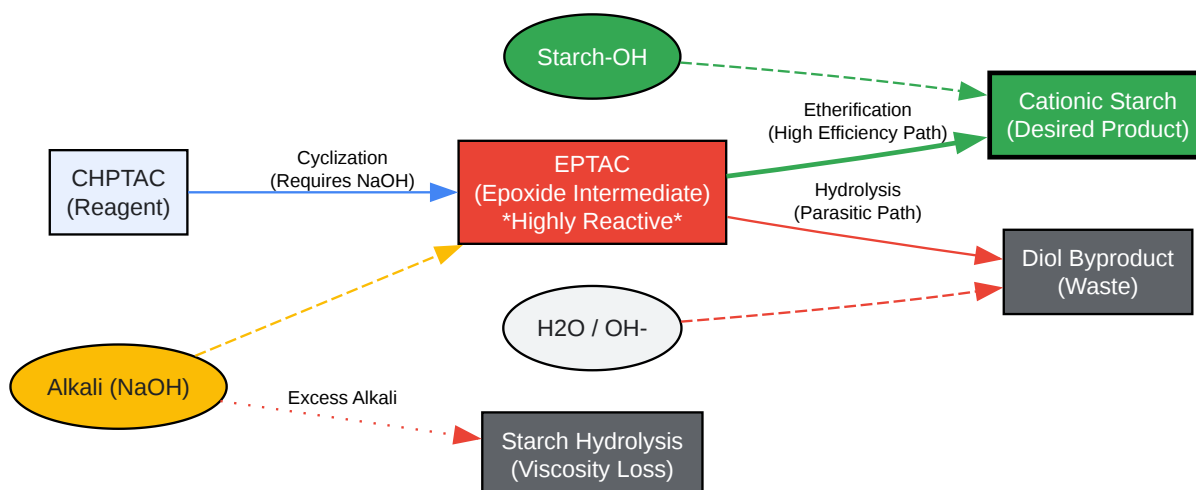 Starch-OH
Cationic Starch
(Desired Product)
Etherification
(High Efficiency Path)
CHPTAC
(Reagent)
Cyclization
(Requires NaOH)
EPTAC
(Epoxide Intermediate)
*Highly Reactive*
Hydrolysis
(Parasitic Path)
Diol Byproduct
(Waste)
H2O / OH-
Alkali (NaOH)
Excess Alkali
Starch Hydrolysis
(Viscosity Loss)